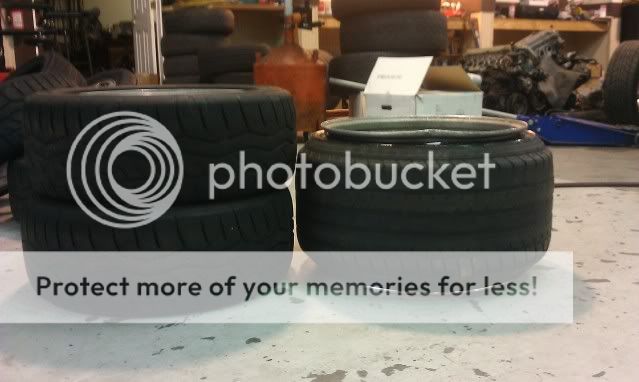 photobucket
Protect more of your memories for less!